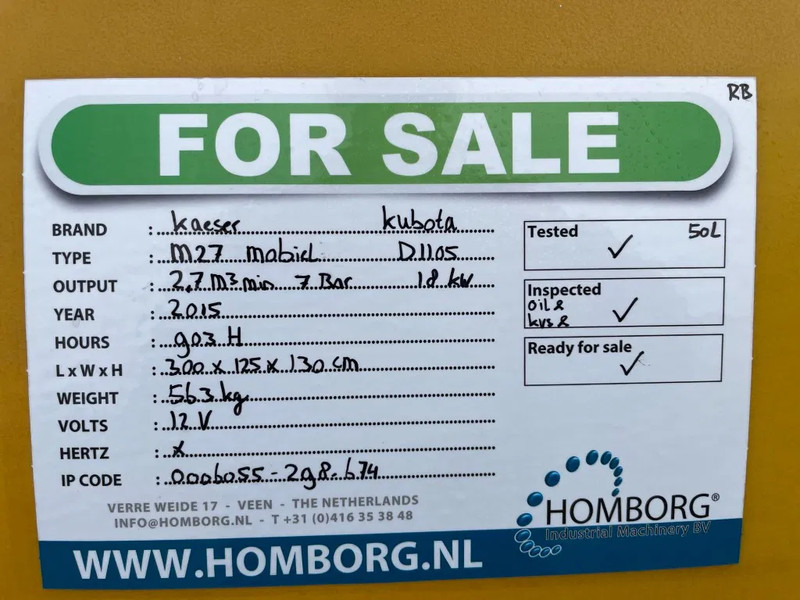 RB
FOR SALE
BRAND : Kaeser Kubota
TYPE : M27 mobiel D1105
OUTPUT : 2,7 m³ min 7 Bar 18 kW
YEAR : 2015
HOURS : 903 H
L x W x H : 300 x 125 x 130 cm
WEIGHT : 563 kg
VOLTS : 12 V
HERTZ : x
IP CODE : 0006055-298-674
Tested 50L
✓
Inspected
oil &
✓
Ready for sale
✓
VERRE WEIDE 17 - VEEN - THE NETHERLANDS
INFO@HOMBORG.NL - T +31 (0)416 35 38 48
HOMBORG®
Industrial Machinery BV
WWW.HOMBORG.NL